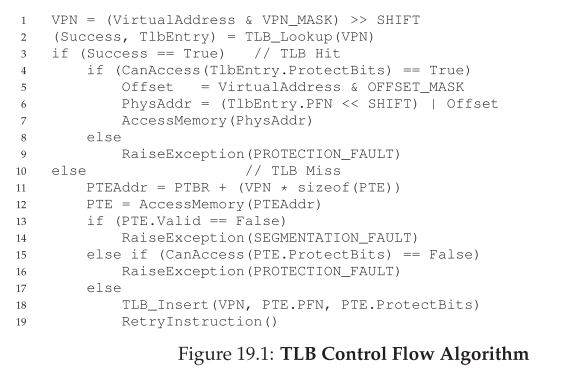 1 VPN = (VirtualAddress & VPN_MASK) >> SHIFT
2 (Success, TlbEntry) = TLB_Lookup(VPN)
3 if (Success == True) // TLB Hit
4 if (CanAccess(TlbEntry.ProtectBits) == True)
5 Offset = VirtualAddress & OFFSET_MASK
6 PhysAddr = (TlbEntry.PFN << SHIFT) | Offset
7 AccessMemory(PhysAddr)
8 else
9 RaiseException(PROTECTION_FAULT)
10 else // TLB Miss
11 PTEAddr = PTBR + (VPN * sizeof(PTE))
12 PTE = AccessMemory(PTEAddr)
13 if (PTE.Valid == False)
14 RaiseException(SEGMENTATION_FAULT)
15 else if (CanAccess(PTE.ProtectBits) == False)
16 RaiseException(PROTECTION_FAULT)
17 else
18 TLB_Insert(VPN, PTE.PFN, PTE.ProtectBits)
19 RetryInstruction()
Figure 19.1: TLB Control Flow Algorithm